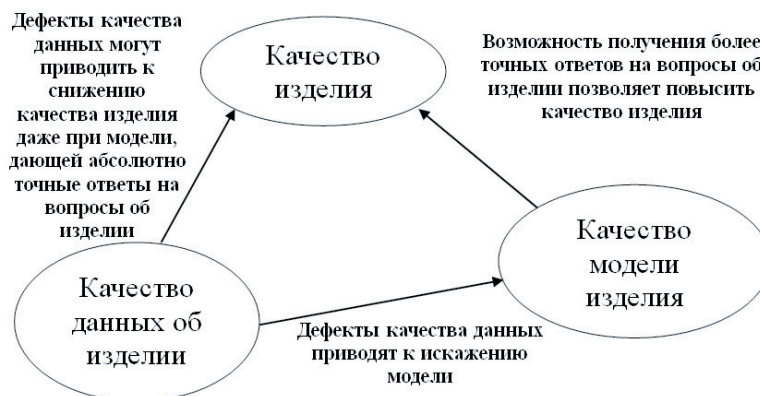 Дефекты качества
данных могут
приводить к
снижению
качества изделия
даже при модели,
дающей абсолютно
точные ответы на
вопросы об
изделии
Качество
изделия
Возможность получения более
точных ответов на вопросы об
изделии позволяет повысить
качество изделия
Качество
модели
изделия
Качество
данных об
изделии
Дефекты качества данных
приводят к искажению
модели